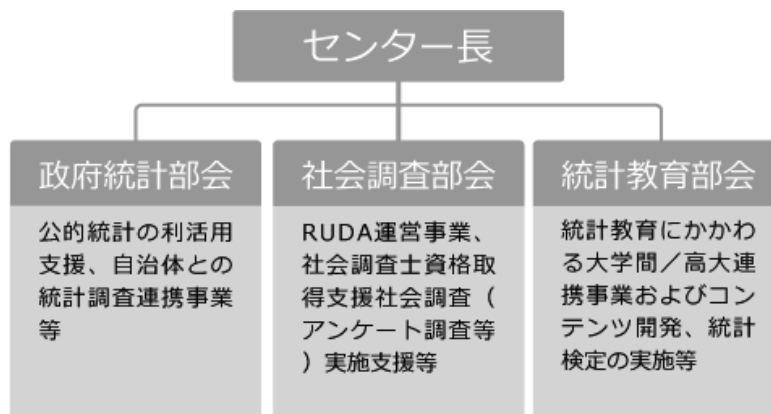 センター長
政府統計部会
公的統計の利活用
支援、自治体との
統計調査連携事業
等
社会調査部会
RUDA運営事業、
社会調査士資格取
得支援社会調査（
アンケート調査等
）実施支援等
統計教育部会
統計教育にかかわ
る大学間／高大連
携事業およびコン
テンツ開発、統計
検定の実施等